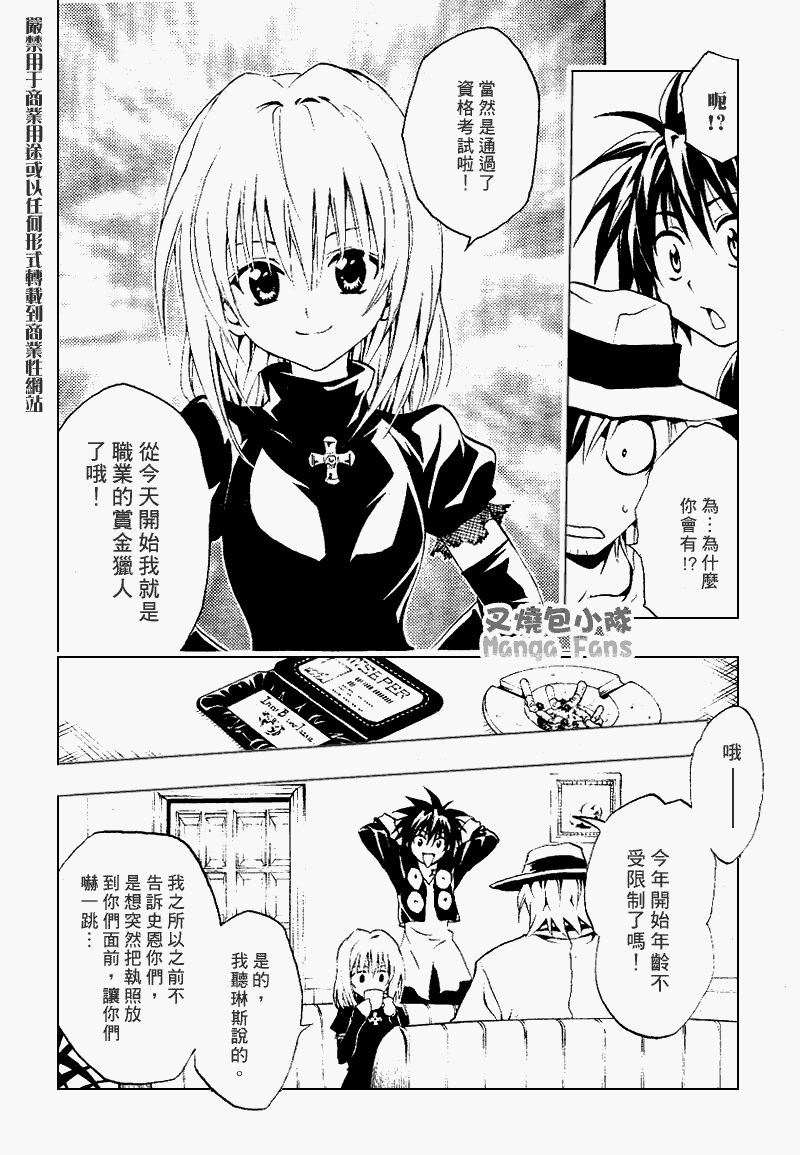 呃!?
為…為什麼
你會有!?
當然是通過了
資格考試啦！
從今天開始我就是
職業的賞金獵人
了哦！
叉燒包小隊
Manga Fans
哦——
今年開始年齡不
受限制了嗎！
是的，
我聽琳斯說的。
我之所以之前不
告訴史恩你們，
是想突然把執照放
到你們面前，讓你們
嚇一跳…
嚴禁用于商業用途或以任何形式轉載到商業性網站